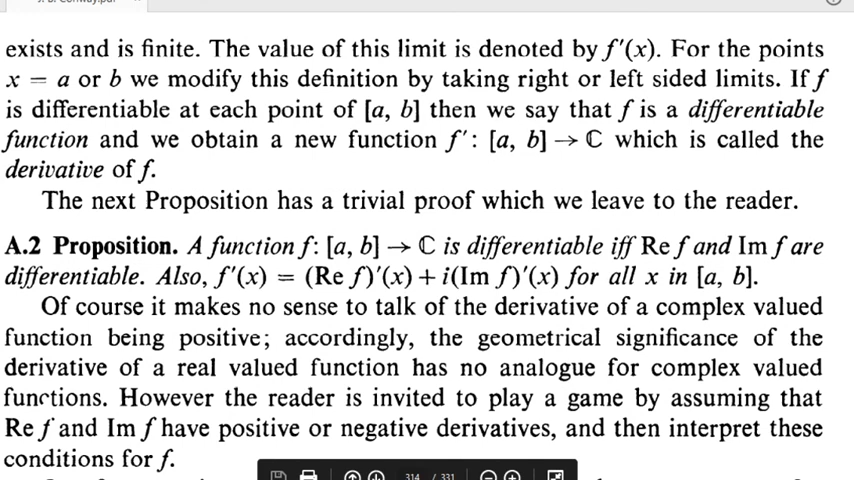 exists and is finite. The value of this limit is denoted by f′(x). For the points
x = a or b we modify this definition by taking right or left sided limits. If f
is differentiable at each point of [a, b] then we say that f is a differentiable
function and we obtain a new function f′: [a, b] → ℂ which is called the
derivative of f.
The next Proposition has a trivial proof which we leave to the reader.
A.2 Proposition. A function f: [a, b] → ℂ is differentiable iff Re f and Im f are
differentiable. Also, f′(x) = (Re f)′(x) + i(Im f)′(x) for all x in [a, b].
Of course it makes no sense to talk of the derivative of a complex valued
function being positive; accordingly, the geometrical significance of the
derivative of a real valued function has no analogue for complex valued
functions. However the reader is invited to play a game by assuming that
Re f and Im f have positive or negative derivatives, and then interpret these
conditions for f.
314 / 331